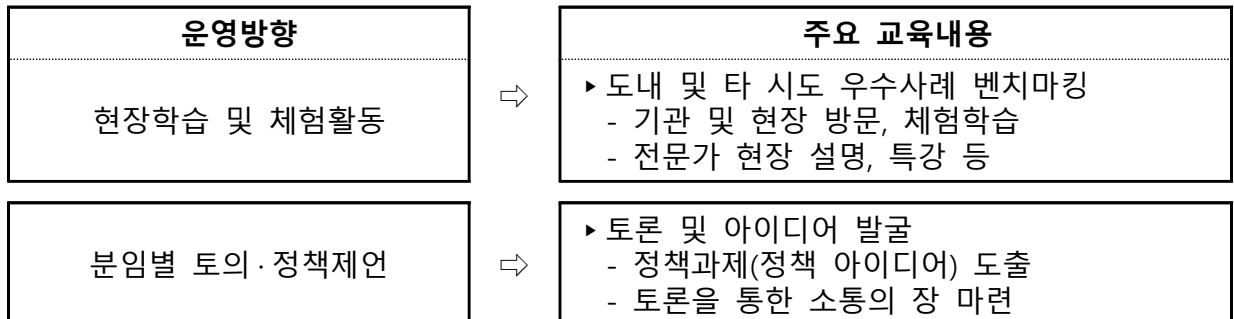 운영방향
주요 교육내용
현장학습 및 체험활동
⇨
▸도내 및 타 시도 우수사례 벤치마킹
- 기관 및 현장 방문, 체험학습
- 전문가 현장 설명, 특강 등
분임별 토의·정책제언
⇨
▸토론 및 아이디어 발굴
- 정책과제(정책 아이디어) 도출
- 토론을 통한 소통의 장 마련